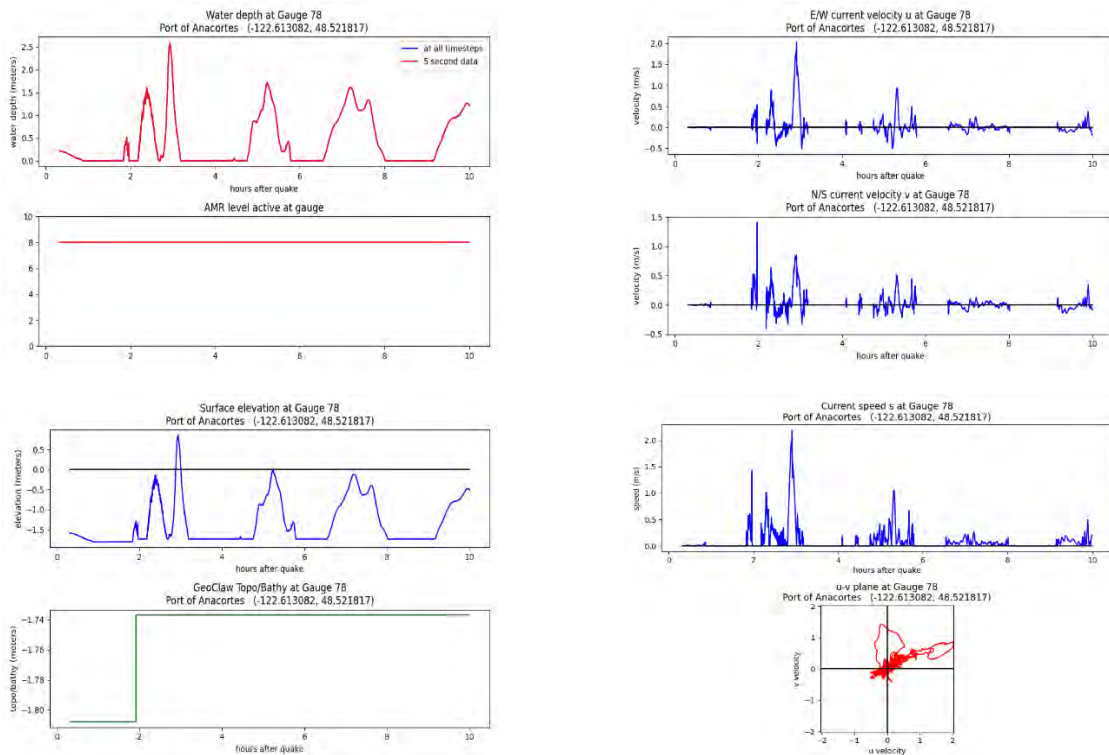 Water depth at Gauge 78
Port of Anacortes (-122.613082, 48.521817)
water depth (meters)
2.5
2.0
1.5
1.0
0.5
0.0
at all timesteps
5 second data
0 2 4 6 8 10
hours after quake
AMR level active at gauge
10
8
6
4
2
0
0 2 4 6 8 10
hours after quake
E/W current velocity u at Gauge 78
Port of Anacortes (-122.613082, 48.521817)
velocity (m/s)
2.0
1.5
1.0
0.5
0.0
-0.5
0 2 4 6 8 10
hours after quake
N/S current velocity v at Gauge 78
Port of Anacortes (-122.613082, 48.521817)
velocity (m/s)
1.5
1.0
0.5
0.0
-0.5
0 2 4 6 8 10
hours after quake
Surface elevation at Gauge 78
Port of Anacortes (-122.613082, 48.521817)
elevation (meters)
0.5
0.0
-0.5
-1.0
-1.5
0 2 4 6 8 10
hours after quake
GeoClaw Topo/Bathy at Gauge 78
Port of Anacortes (-122.613082, 48.521817)
topo/bathy (meters)
-1.74
-1.76
-1.78
-1.80
0 2 4 6 8 10
hours after quake
Current speed s at Gauge 78
Port of Anacortes (-122.613082, 48.521817)
speed (m/s)
2.0
1.5
1.0
0.5
0.0
0 2 4 6 8 10
hours after quake
u-v plane at Gauge 78
Port of Anacortes (-122.613082, 48.521817)
v velocity
2
1
0
-1
-2
-2 -1 0 1 2
u velocity